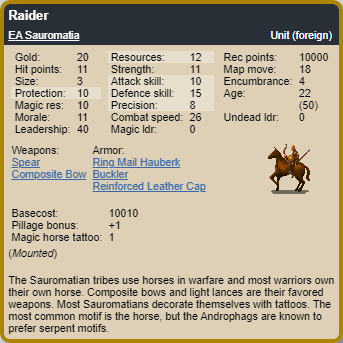 Raider
EA Sauromatia Unit (foreign)
Gold: 20 Resources: 12 Rec points: 10000
Hit points: 11 Strength: 11 Map move: 18
Size: 3 Attack skill: 10 Encumbrance: 4
Protection: 10 Defence skill: 15 Age: 22
Magic res: 10 Precision: 8 (50)
Morale: 11 Combat speed: 26 Undead ldr: 0
Leadership: 40 Magic ldr: 0
Weapons: Armor:
Spear Ring Mail Hauberk
Composite Bow Buckler
Reinforced Leather Cap
Basecost: 10010
Pillage bonus: +1
Magic horse tattoo: 1
(Mounted)
The Sauromatian tribes use horses in warfare and most warriors own
their own horse. Composite bows and light lances are their favored
weapons. Most Sauromatians decorate themselves with tattoos. The
most common motif is the horse, but the Androphags are known to
prefer serpent motifs.